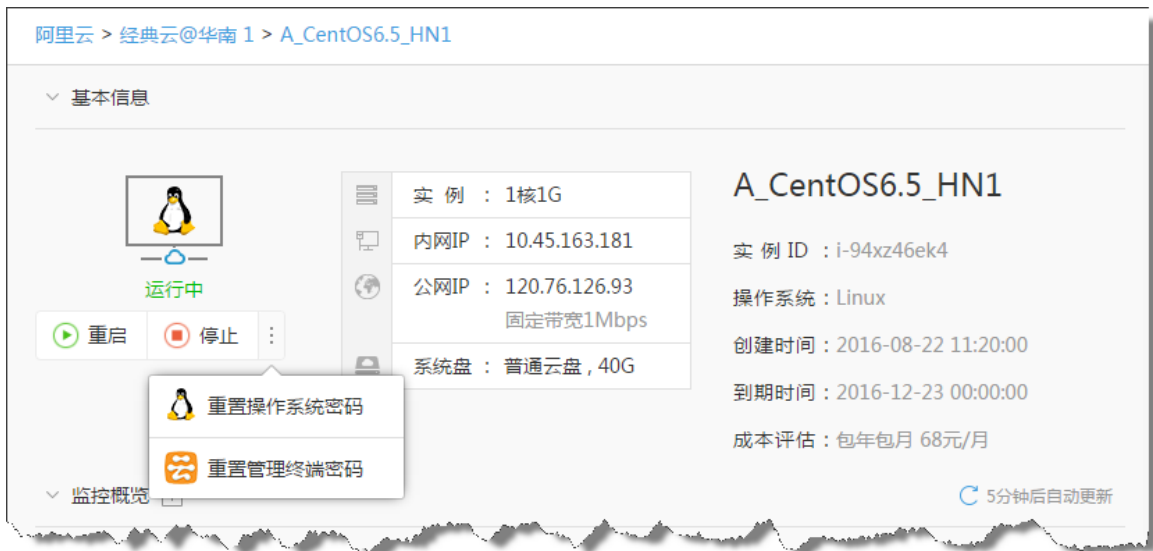 阿里云 > 经典云@华南 1 > A_CentOS6.5_HN1
基本信息
运行中
重启 停止
重置操作系统密码
重置管理终端密码
实 例 : 1核1G
内网IP : 10.45.163.181
公网IP : 120.76.126.93
固定带宽1Mbps
系统盘 : 普通云盘 , 40G
A_CentOS6.5_HN1
实 例 ID : i-94xz46ek4
操作系统 : Linux
创建时间 : 2016-08-22 11:20:00
到期时间 : 2016-12-23 00:00:00
成本评估 : 包年包月 68元/月
监控概览
5分钟后自动更新